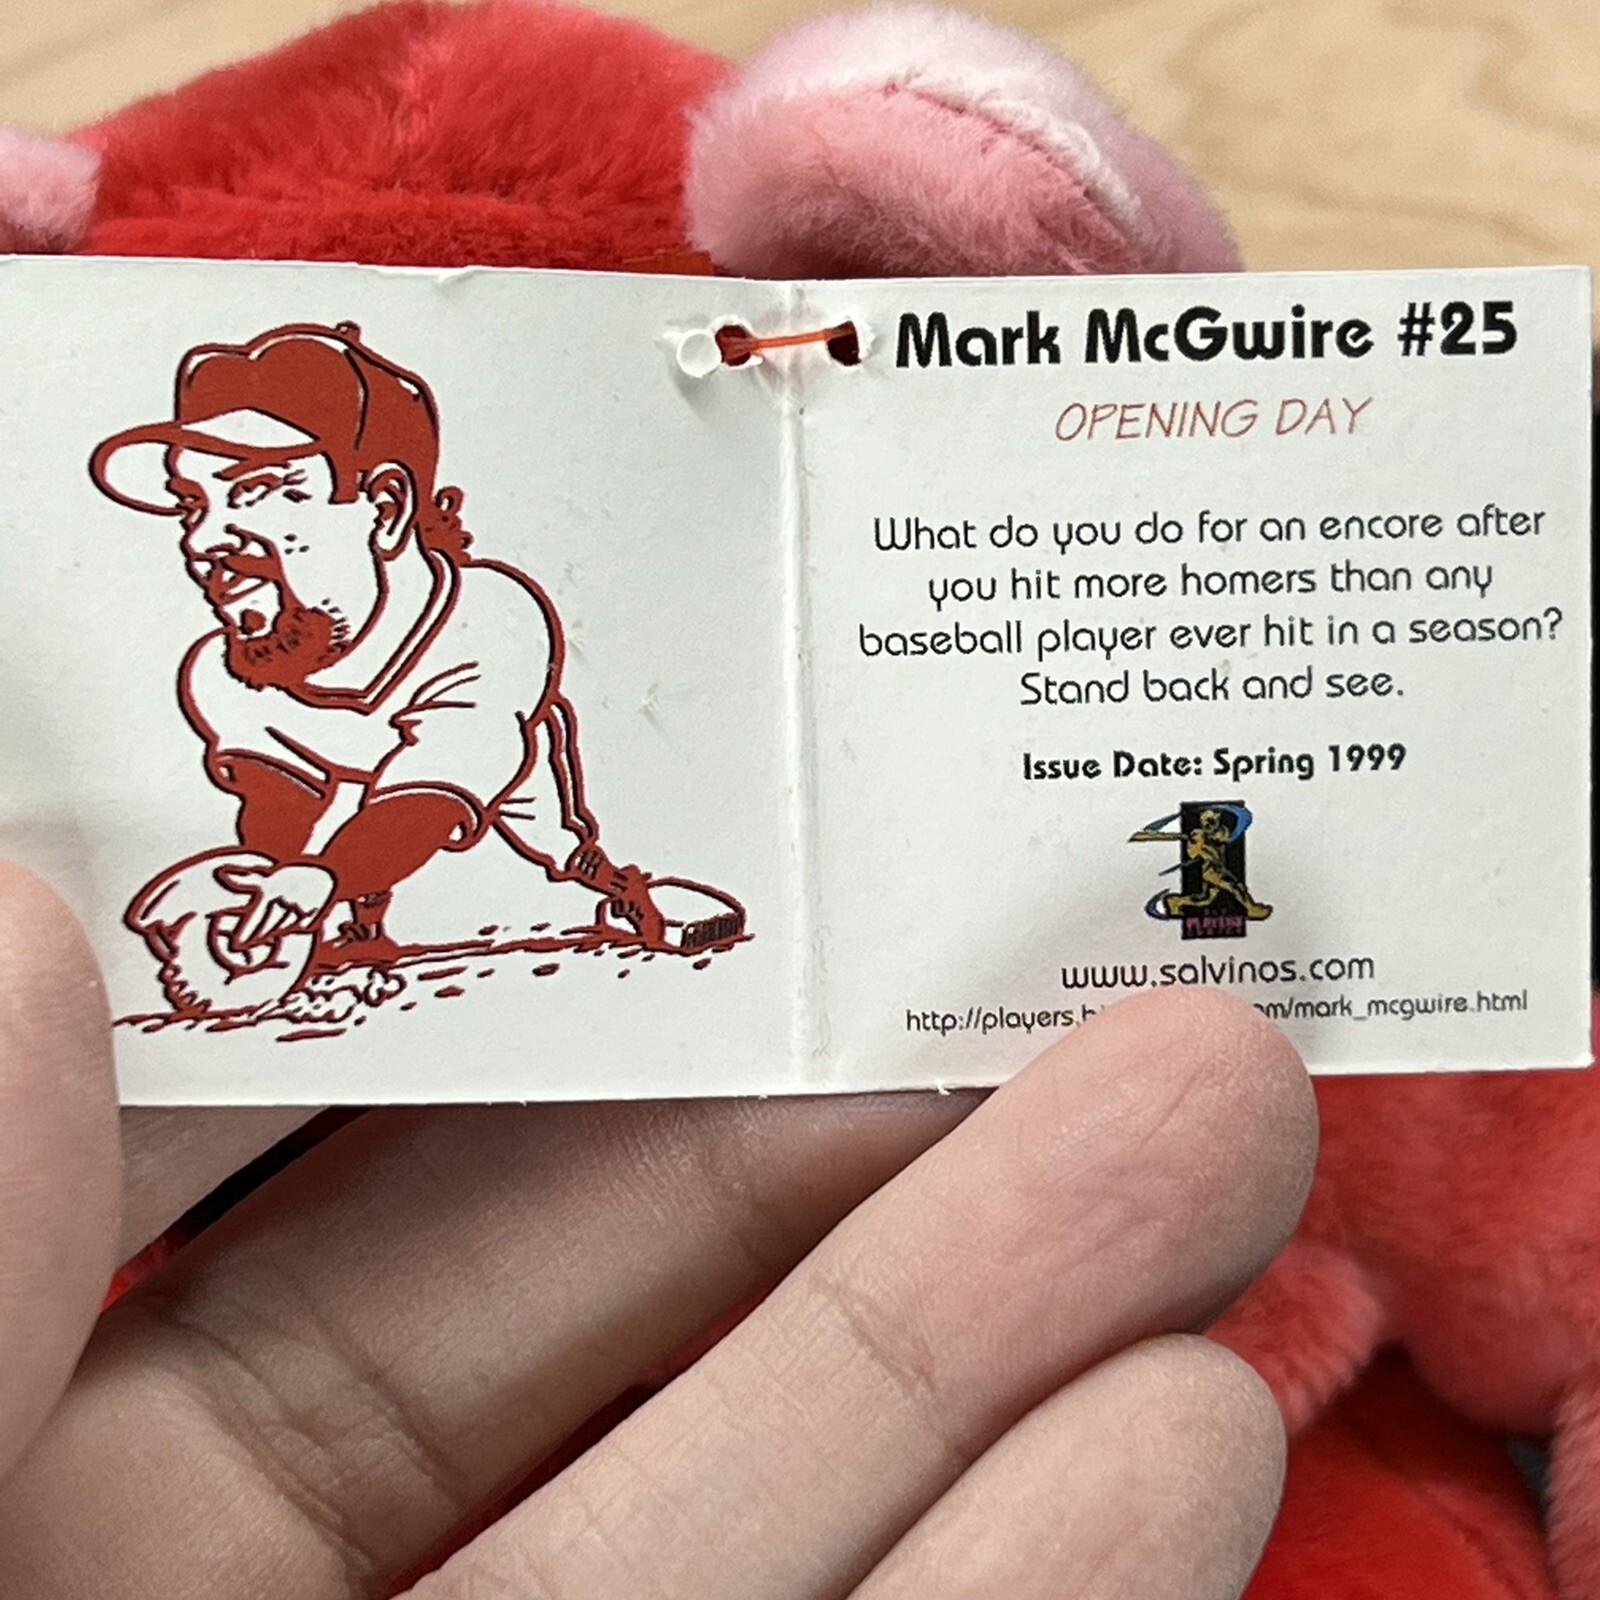 Mark McGwire #25
OPENING DAY
What do you do for an encore after
you hit more homers than any
baseball player ever hit in a season?
Stand back and see.
Issue Date: Spring 1999
www.salvinos.com
http://players. /mark_mcgwire.html